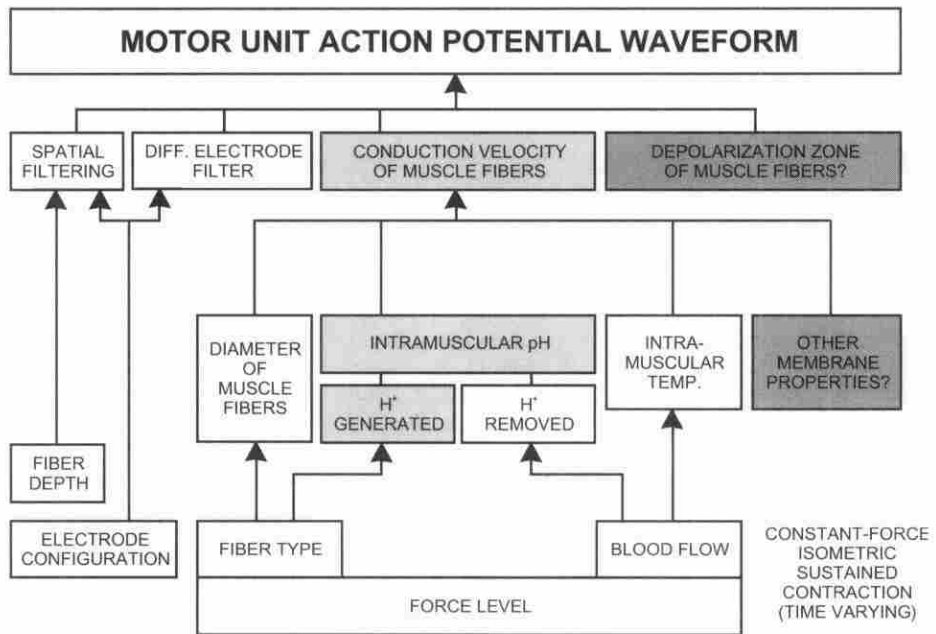 MOTOR UNIT ACTION POTENTIAL WAVEFORM
SPATIAL
FILTERING
DIFF. ELECTRODE
FILTER
CONDUCTION VELOCITY
OF MUSCLE FIBERS
DEPOLARIZATION ZONE
OF MUSCLE FIBERS?
DIAMETER
OF
MUSCLE
FIBERS
INTRAMUSCULAR pH
H+
GENERATED
H+
REMOVED
INTRA-
MUSCULAR
TEMP.
OTHER
MEMBRANE
PROPERTIES?
FIBER
DEPTH
ELECTRODE
CONFIGURATION
FIBER TYPE
BLOOD FLOW
FORCE LEVEL
CONSTANT-FORCE
ISOMETRIC
SUSTAINED
CONTRACTION
(TIME VARYING)